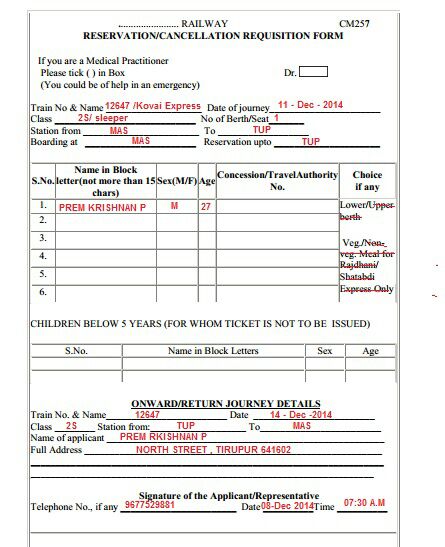 ..................... RAILWAY CM257
RESERVATION/CANCELLATION REQUISITION FORM
If you are a Medical Practitioner
Please tick ( ) in Box Dr.
(You could be of help in an emergency)
Train No & Name 12647 /Kovai Express Date of journey 11 - Dec - 2014
Class 2S/ sleeper No of Berth/Seat 1
Station from MAS To TUP
Boarding at MAS Reservation upto TUP
S.No. Name in Block letter(not more than 15 chars) Sex(M/F) Age Concession/TravelAuthority No. Choice if any
1. PREM KRISHNAN P M 27 Lower/Upper berth
2.
3. Veg./Non-
4. veg. Meal for
Rajdhani/
5. Shatabdi
6. Express Only
CHILDREN BELOW 5 YEARS (FOR WHOM TICKET IS NOT TO BE ISSUED)
S.No. Name in Block Letters Sex Age
ONWARD/RETURN JOURNEY DETAILS
Train No. & Name 12647 Date 14 - Dec -2014
Class 2S Station from: TUP To MAS
Name of applicant PREM RKISHNAN P
Full Address NORTH STREET , TIRUPUR 641602
Signature of the Applicant/Representative
Telephone No., if any 9677529881 Date 08-Dec 2014 Time 07:30 A.M